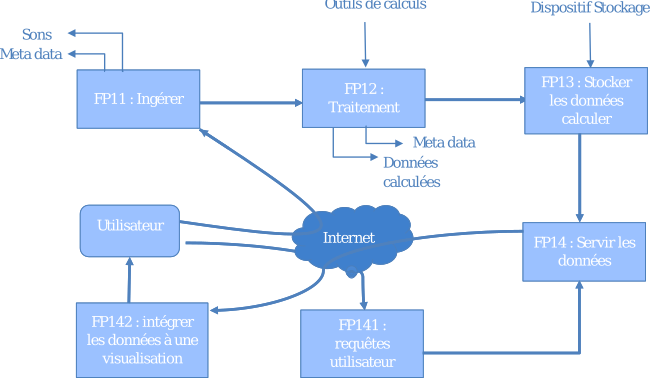 Outils de calculs
Dispositif Stockage
Sons
Meta data
FP11 : Ingérer
FP12 :
Traitement
FP13 : Stocker
les données
calculer
Meta data
Données
calculées
Utilisateur
Internet
FP14 : Servir les
données
FP142 : intégrer
les données à une
visualisation
FP141 :
requêtes
utilisateur